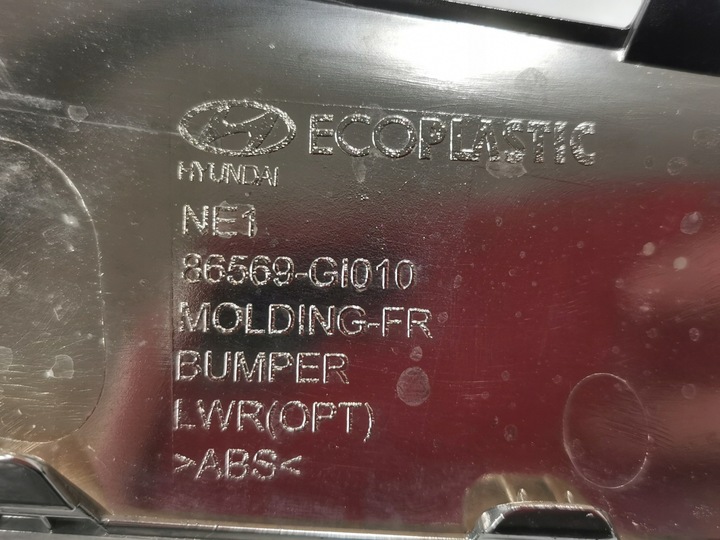 ECOPLASTIC
HYUNDAI
NE1
86569-GI010
MOLDING-FR
BUMPER
LWR(OPT)
>ABS<